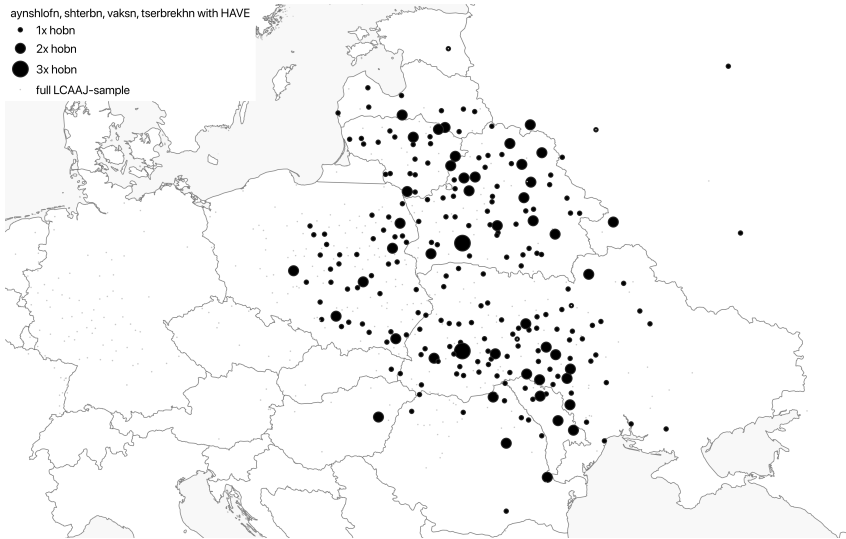 aynshlofn, shterbn, vaksn, tserbrekhn with HAVE
1x hobn
2x hobn
3x hobn
full LCAAJ-sample